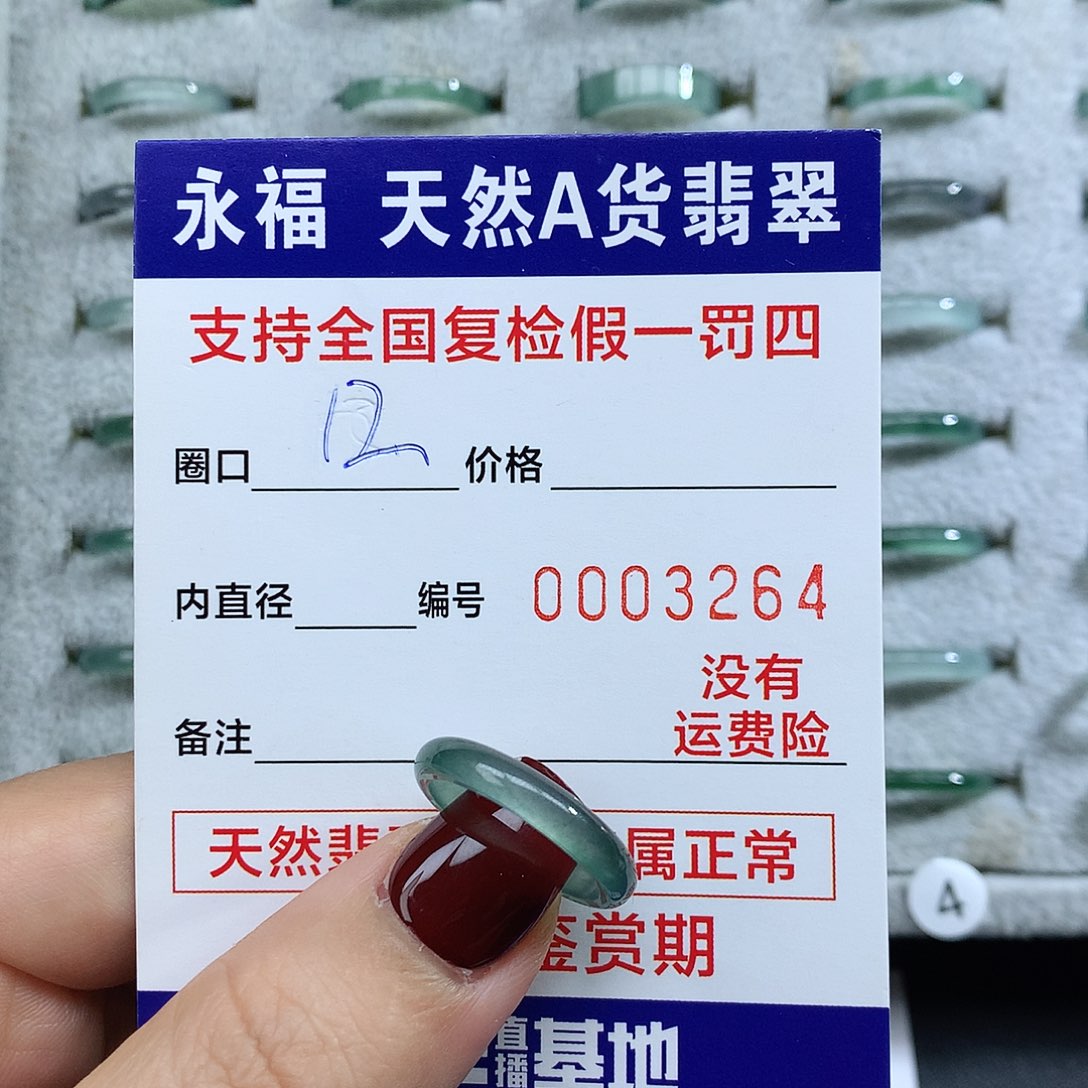 永福 天然A货翡翠
支持全国复检假一罚四
圈口 12 价格
内直径 编号 0003264
没有
备注 运费险
天然翡 属正常
鉴赏期
直播 基地
4